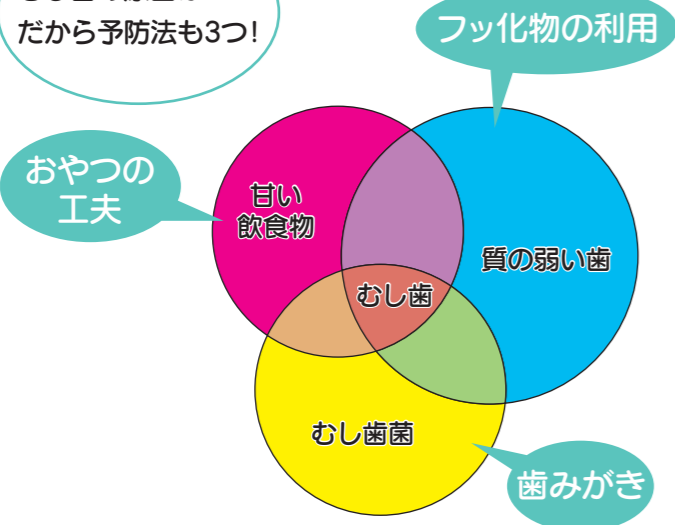 だから予防法も3つ!
フッ化物の利用
おやつの
工夫
甘い
飲食物
質の弱い歯
むし歯
むし歯菌
歯みがき